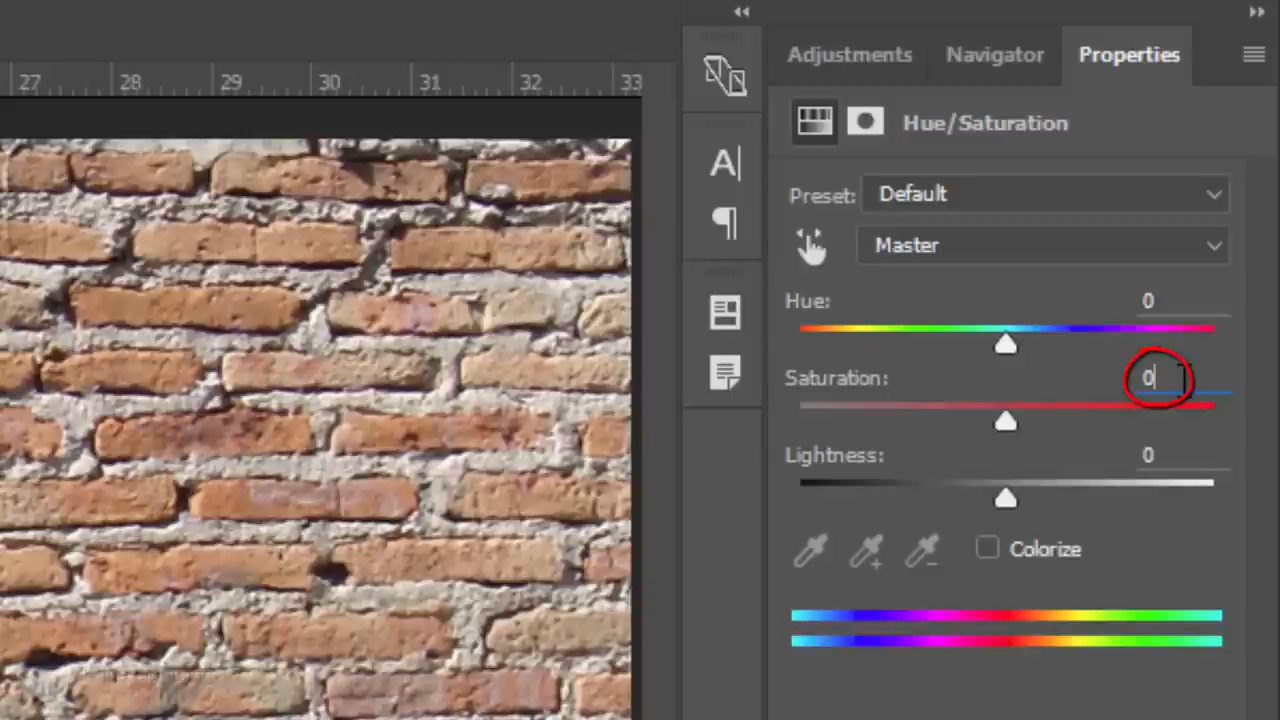 Adjustments Navigator Properties
27 28 29 30 31 32 33
Hue/Saturation
Preset: Default
Master
Hue: 0
Saturation: 0
Lightness: 0
Colorize